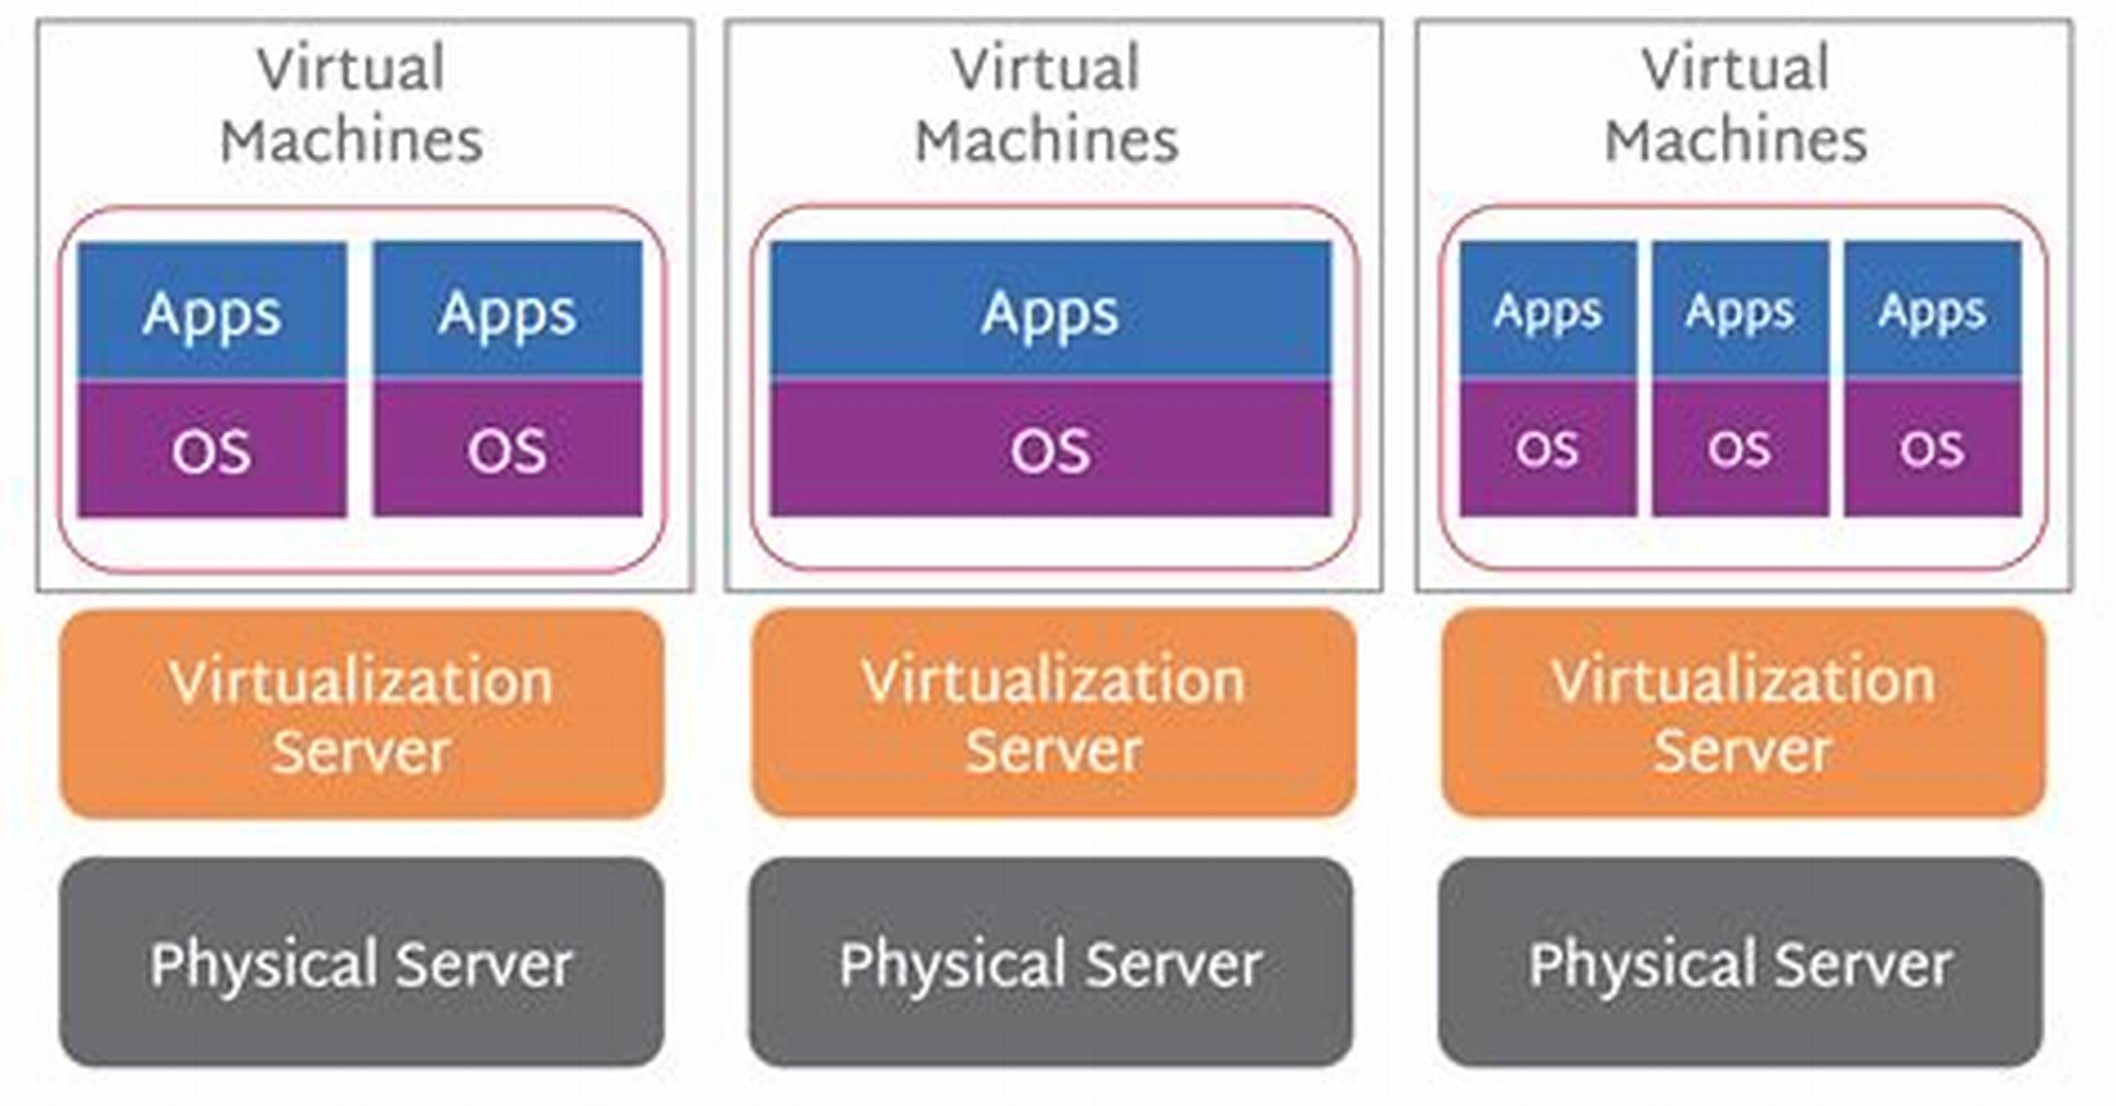 Virtual
Machines
Apps Apps
OS OS
Virtualization
Server
Physical Server
Virtual
Machines
Apps
OS
Virtualization
Server
Physical Server
Virtual
Machines
Apps Apps Apps
OS OS OS
Virtualization
Server
Physical Server